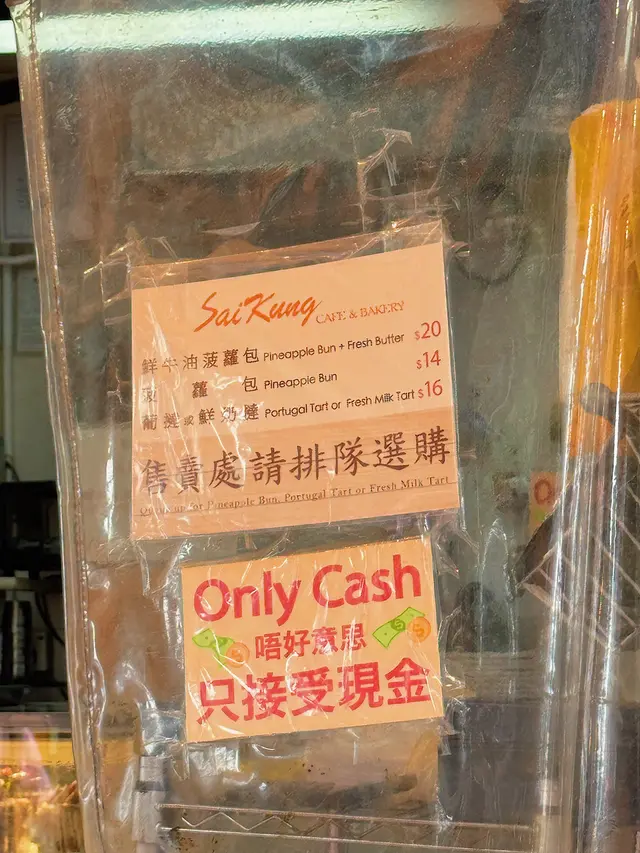 Sai Kung CAFE & BAKERY
鮮牛油菠蘿包 Pineapple Bun + Fresh Butter $20
菠蘿包 Pineapple Bun $14
葡撻或鮮奶撻 Portugal Tart or Fresh Milk Tart $16
售賣處請排隊選購
Queue up for Pineapple Bun, Portugal Tart or Fresh Milk Tart
Only Cash
唔好意思
只接受現金